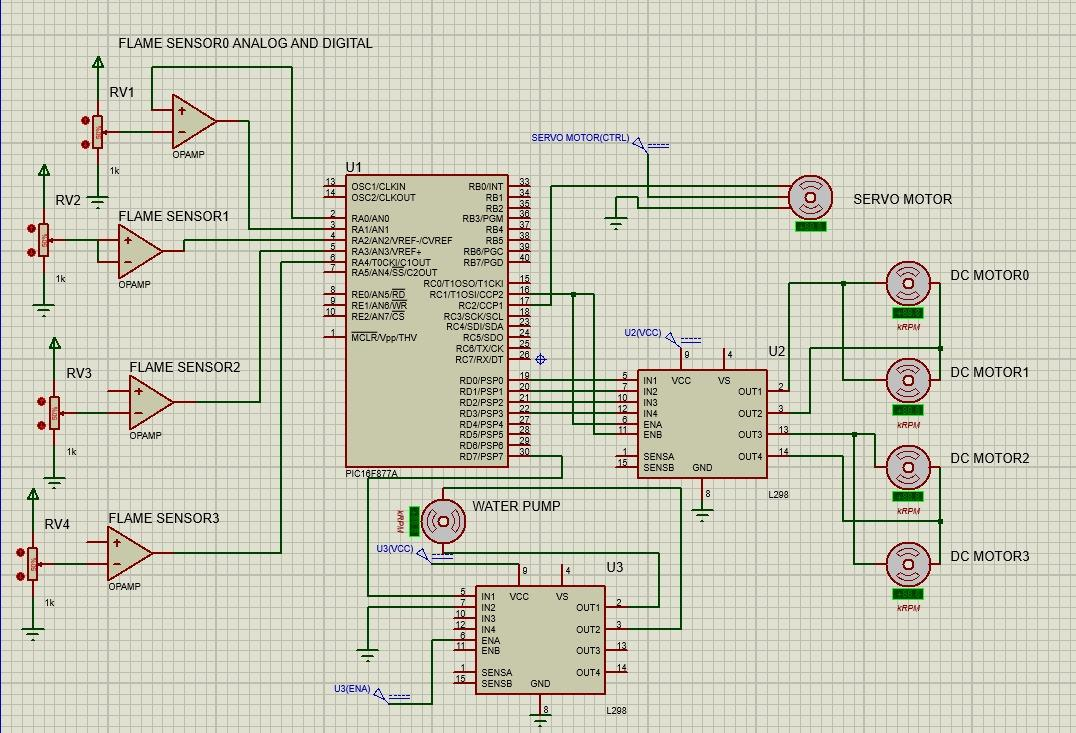 FLAME SENSOR0 ANALOG AND DIGITAL
RV1
1k
OPAMP
RV2
FLAME SENSOR1
1k
OPAMP
RV3
FLAME SENSOR2
1k
OPAMP
RV4
FLAME SENSOR3
1k
OPAMP
U1
13 OSC1/CLKIN
14 OSC2/CLKOUT
2 RA0/AN0
3 RA1/AN1
4 RA2/AN2/VREF-/CVREF
5 RA3/AN3/VREF+
6 RA4/T0CKI/C1OUT
7 RA5/AN4/SS/C2OUT
8 RE0/AN5/RD
9 RE1/AN6/WR
10 RE2/AN7/CS
1 MCLR/Vpp/THV
RB0/INT 33
RB1 34
RB2 35
RB3/PGM 36
RB4 37
RB5 38
RB6/PGC 39
RB7/PGD 40
RC0/T1OSO/T1CKI 15
RC1/T1OSI/CCP2 16
RC2/CCP1 17
RC3/SCK/SCL 18
RC4/SDI/SDA 23
RC5/SDO 24
RC6/TX/CK 25
RC7/RX/DT 26
RD0/PSP0 19
RD1/PSP1 20
RD2/PSP2 21
RD3/PSP3 22
RD4/PSP4 27
RD5/PSP5 28
RD6/PSP6 29
RD7/PSP7 30
PIC16F877A
SERVO MOTOR(CTRL)
SERVO MOTOR
U2(VCC)
U2
9 VCC
4 VS
5 IN1
7 IN2
10 IN3
12 IN4
6 ENA
11 ENB
1 SENSA
15 SENSB
GND 8
OUT1 2
OUT2 3
OUT3 13
OUT4 14
L298
DC MOTOR0
kRPM
DC MOTOR1
kRPM
DC MOTOR2
kRPM
DC MOTOR3
kRPM
WATER PUMP
kRPM
U3(VCC)
U3
9 VCC
4 VS
5 IN1
7 IN2
10 IN3
12 IN4
6 ENA
11 ENB
1 SENSA
15 SENSB
GND 8
OUT1 2
OUT2 3
OUT3 13
OUT4 14
L298
U3(ENA)